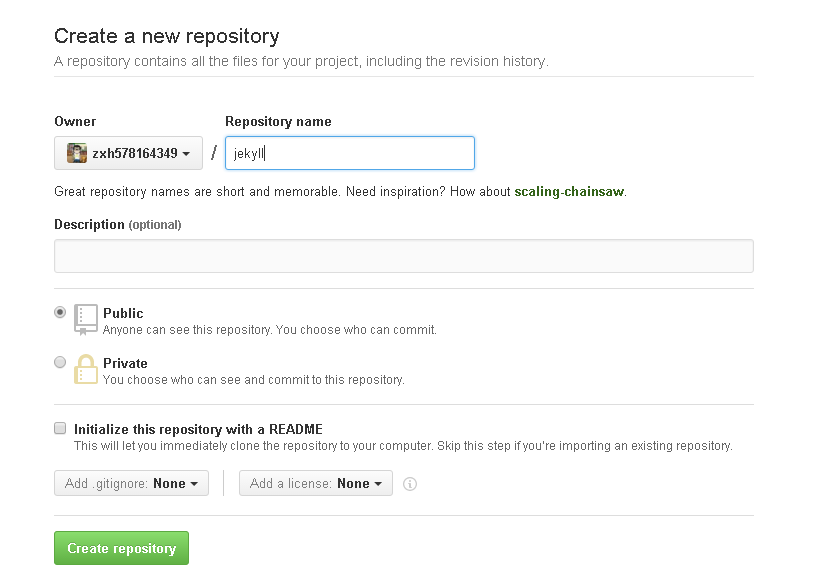 Create a new repository
A repository contains all the files for your project, including the revision history.
Owner
Repository name
zxh578164349 / jekyll
Great repository names are short and memorable. Need inspiration? How about scaling-chainsaw.
Description (optional)
Public
Anyone can see this repository. You choose who can commit.
Private
You choose who can see and commit to this repository.
Initialize this repository with a README
This will let you immediately clone the repository to your computer. Skip this step if you're importing an existing repository.
Add .gitignore: None
Add a license: None
Create repository